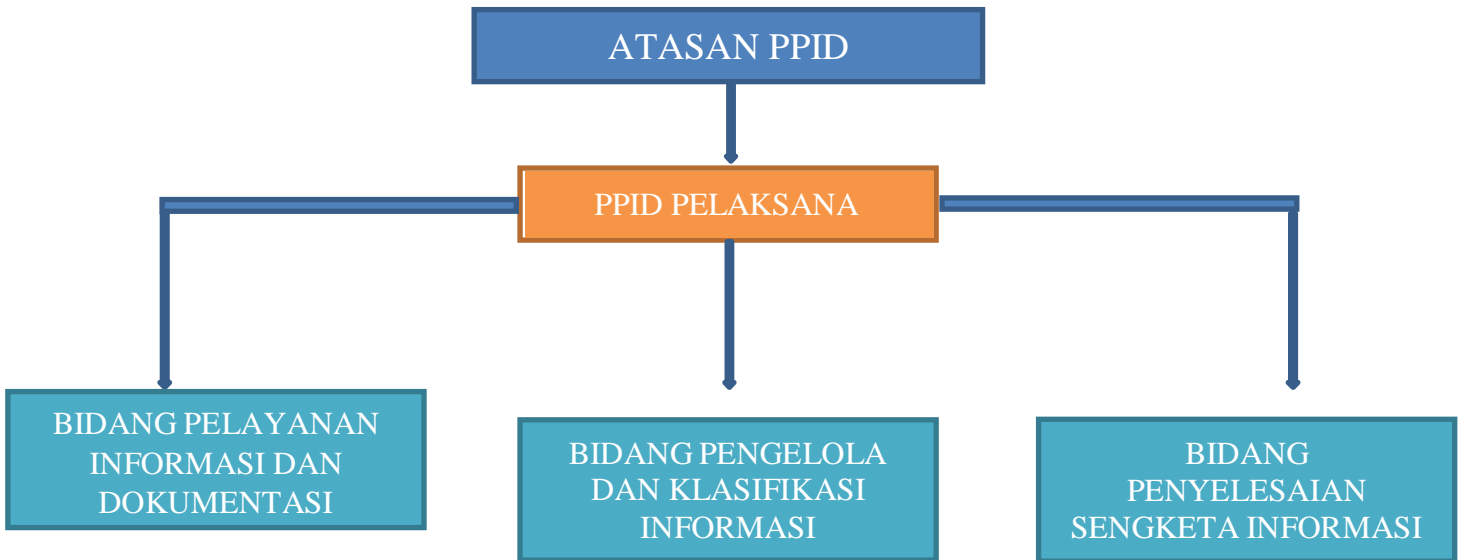 ATASAN PPID
PPID PELAKSANA
BIDANG PELAYANAN
INFORMASI DAN
DOKUMENTASI
BIDANG PENGELOLA
DAN KLASIFIKASI
INFORMASI
BIDANG
PENYELESAIAN
SENGKETA INFORMASI